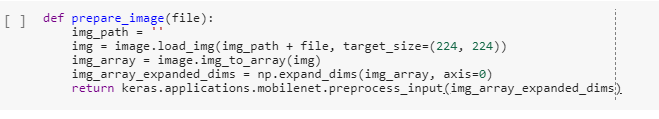 [ ] def prepare_image(file):
    img_path = ''
    img = image.load_img(img_path + file, target_size=(224, 224))
    img_array = image.img_to_array(img)
    img_array_expanded_dims = np.expand_dims(img_array, axis=0)
    return keras.applications.mobilenet.preprocess_input(img_array_expanded_dims)